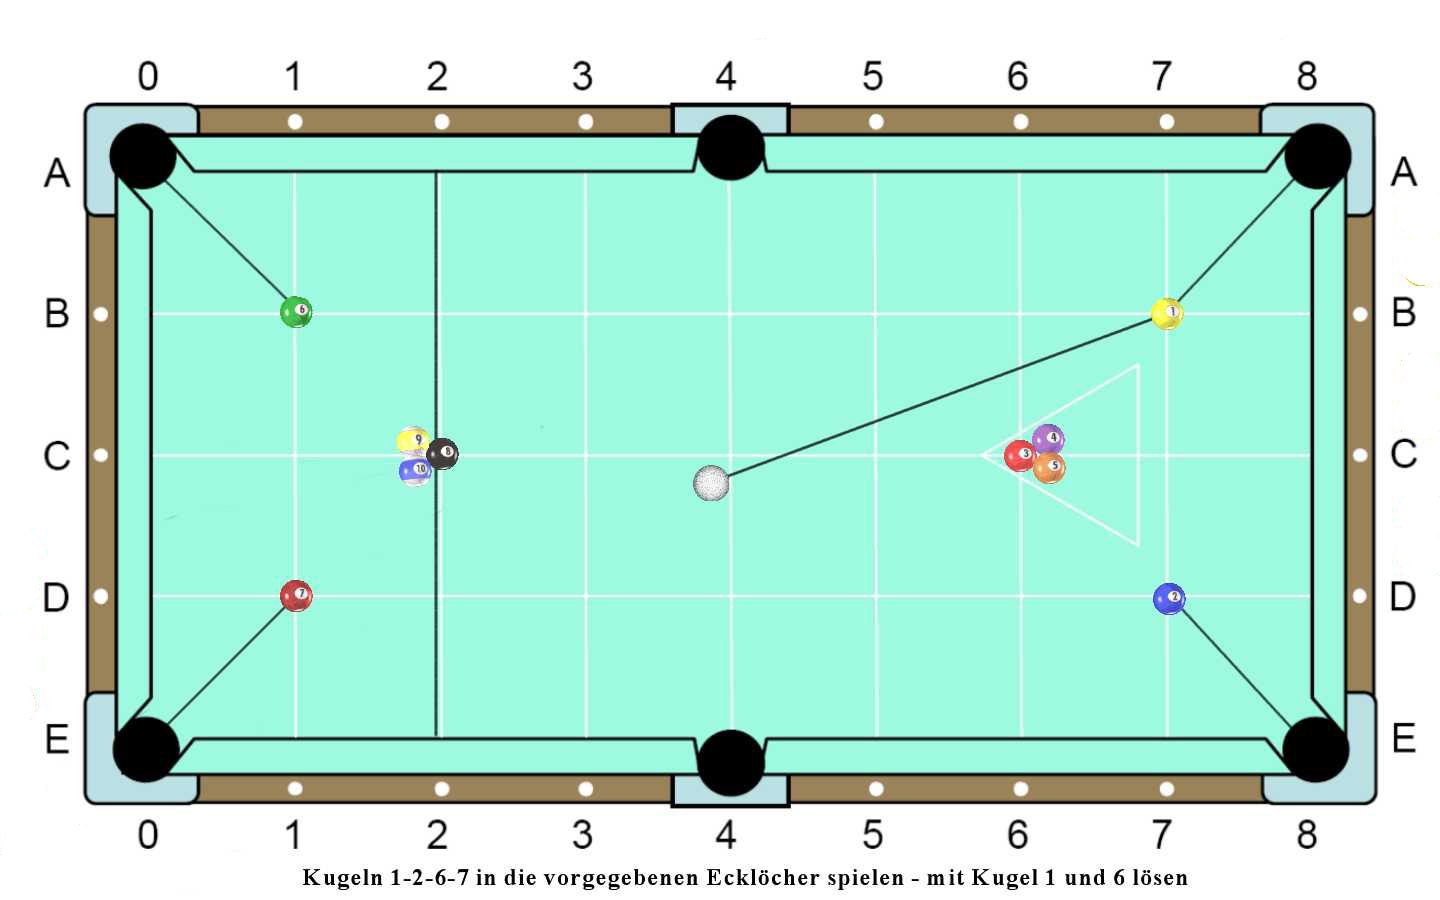 0 1 2 3 4 5 6 7 8
A A
B 6 1 B
C 9 8 10 3 4 5 C
D 7 2 D
E E
0 1 2 3 4 5 6 7 8
Kugeln 1-2-6-7 in die vorgegebenen Ecklöcher spielen - mit Kugel 1 und 6 lösen